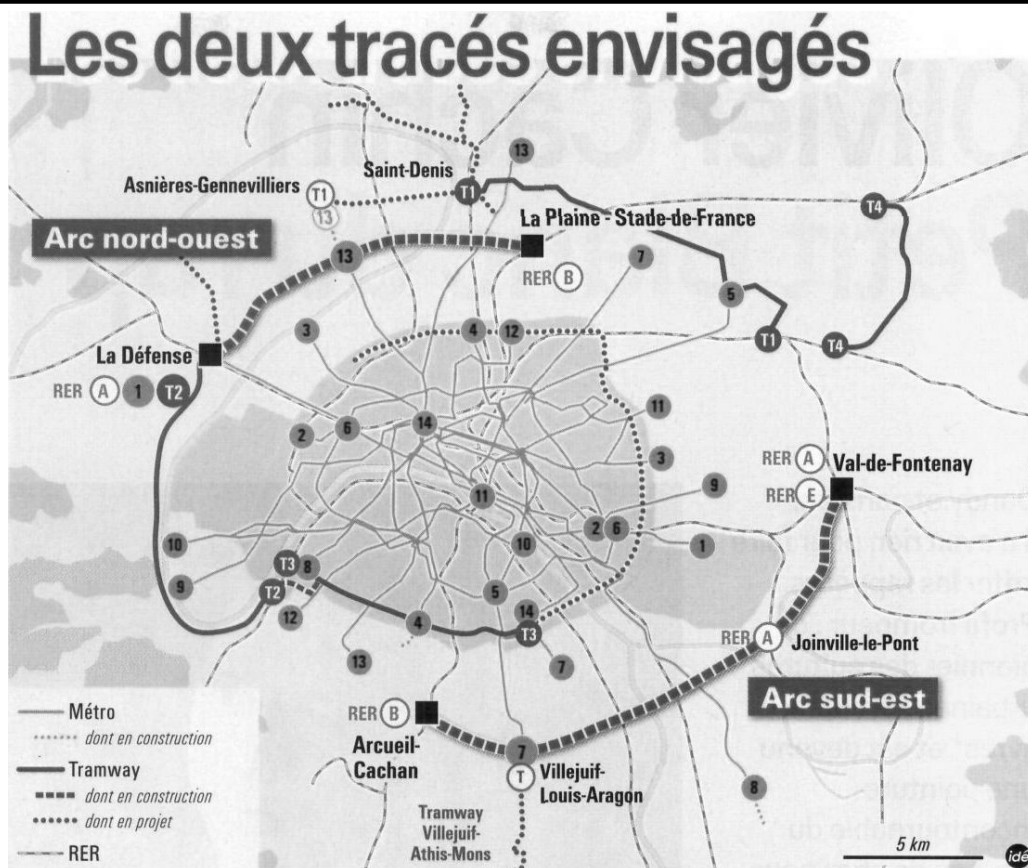 Les deux tracés envisagés
13
Saint-Denis
Asnières-Gennevilliers
T1
T1
T4
13
La Plaine - Stade-de-France
Arc nord-ouest
13
7
RER B
5
3
4
12
T1
T4
La Défense
RER A 1 T2
11
2
6
14
3
RER A
Val-de-Fontenay
RER E
9
11
2
6
10
10
1
T3
8
9
T2
5
14
12
4
T3
RER A
Joinville-le-Pont
13
7
Arc sud-est
RER B
Arcueil-
Cachan
7
T
Villejuif-
Louis-Aragon
8
Tramway
Villejuif-
Athis-Mons
Métro
dont en construction
Tramway
dont en construction
dont en projet
RER
5 km
idé